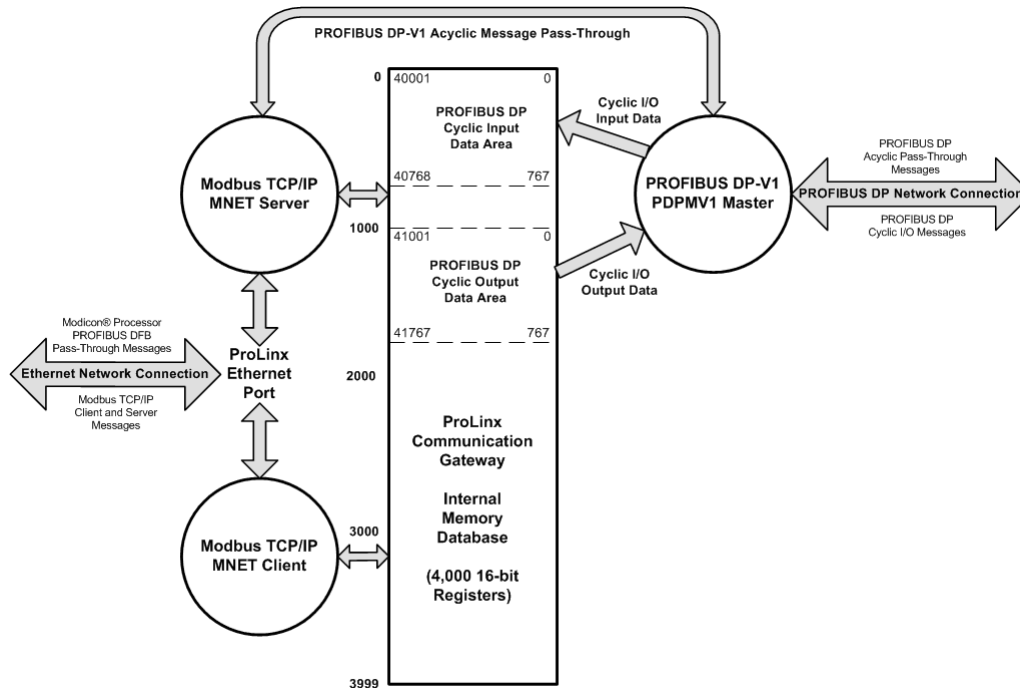 PROFIBUS DP-V1 Acyclic Message Pass-Through
0
40001
0
PROFIBUS DP
Cyclic Input
Data Area
40768
767
Cyclic I/O
Input Data
Modbus TCP/IP
MNET Server
PROFIBUS DP-V1
PDPMV1 Master
PROFIBUS DP
Acyclic Pass-Through
Messages
PROFIBUS DP Network Connection
PROFIBUS DP
Cyclic I/O Messages
1000
41001
0
PROFIBUS DP
Cyclic Output
Data Area
41767
767
Cyclic I/O
Output Data
Modicon® Processor
PROFIBUS DFB
Pass-Through Messages
Ethernet Network Connection
Modbus TCP/IP
Client and Server
Messages
ProLinx
Ethernet
Port
2000
ProLinx
Communication
Gateway
Internal
Memory
Database
(4,000 16-bit
Registers)
3000
Modbus TCP/IP
MNET Client
3999